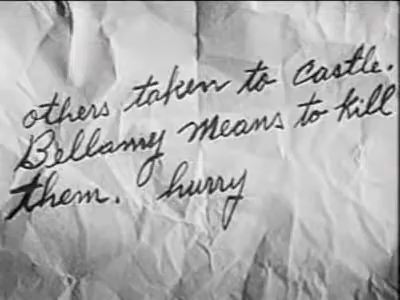 others taken to castle.
Bellamy means to kill
them. hurry